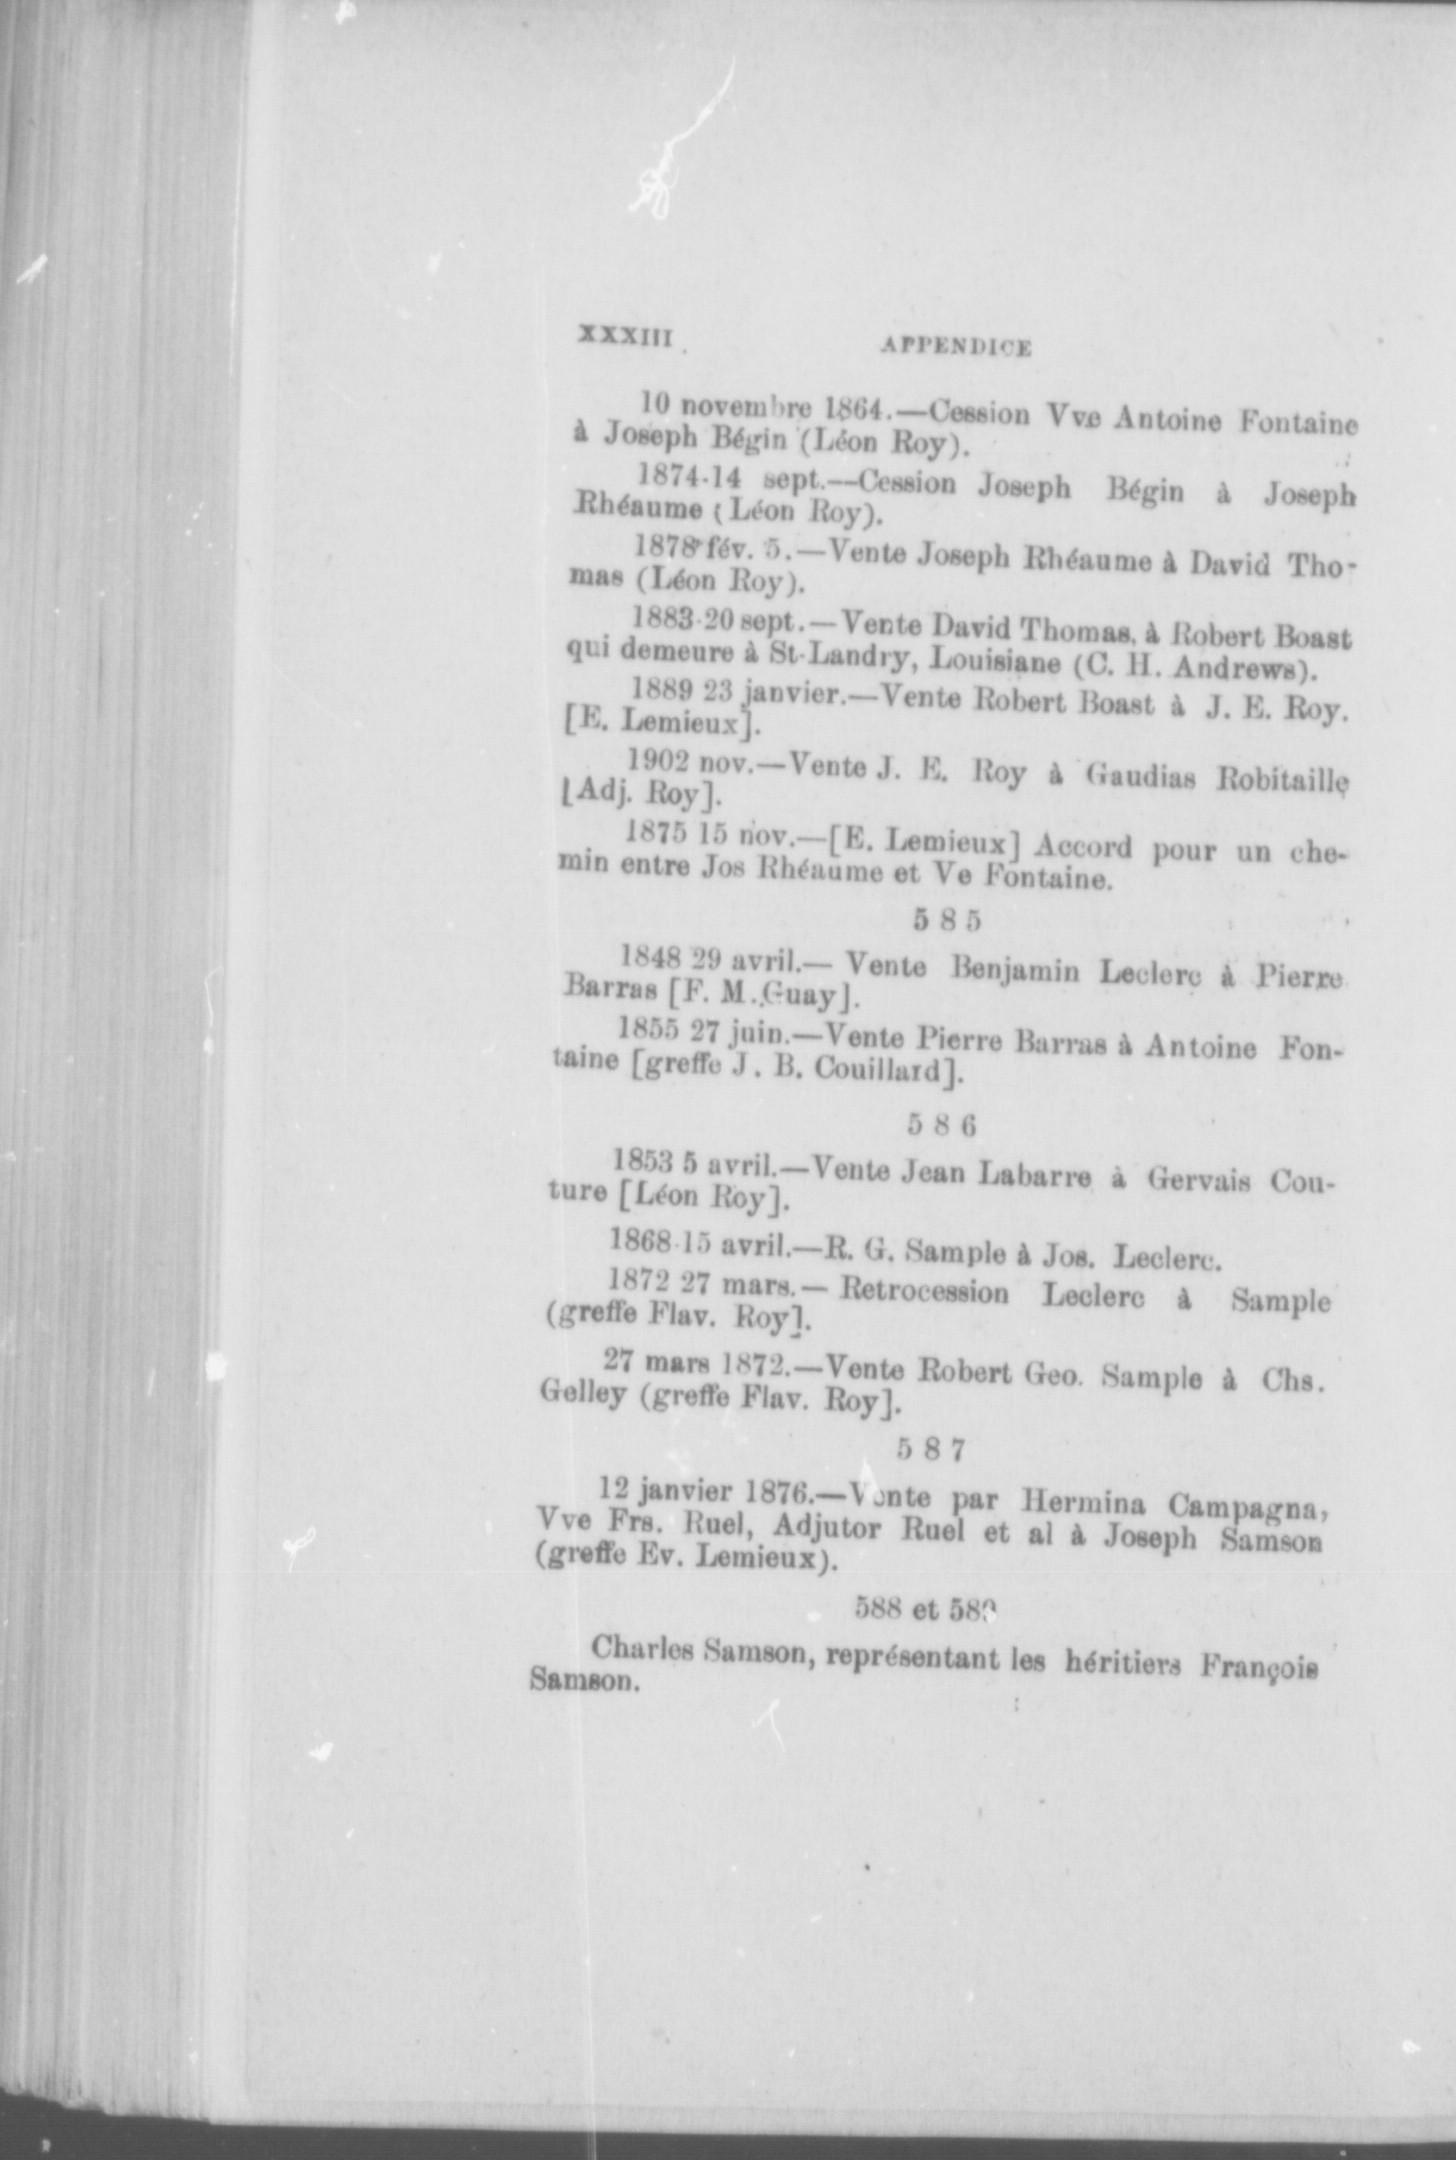 XXXIII APPENDICE
10 novembre 1864.—Cession Vve Antoine Fontaine
à Joseph Bégin (Léon Roy).
1874-14 sept.—Cession Joseph Bégin à Joseph
Rhéaume (Léon Roy).
1878 fév. 5.—Vente Joseph Rhéaume à David Tho-
mas (Léon Roy).
1883-20 sept.—Vente David Thomas, à Robert Boast
qui demeure à St-Landry, Louisiane (C. H. Andrews).
1889 23 janvier.—Vente Robert Boast à J. E. Roy.
[E. Lemieux].
1902 nov.—Vente J. E. Roy à Gaudias Robitaille
[Adj. Roy].
1875 15 nov.—[E. Lemieux] Accord pour un che-
min entre Jos Rhéaume et Ve Fontaine.
5 8 5
1848 29 avril.— Vente Benjamin Leclerc à Pierre
Barras [F. M. Guay].
1855 27 juin.—Vente Pierre Barras à Antoine Fon-
taine [greffe J. B. Couillard].
5 8 6
1853 5 avril.—Vente Jean Labarre à Gervais Cou-
ture [Léon Roy].
1868-15 avril.—R. G. Sample à Jos. Leclerc.
1872 27 mars.— Retrocession Leclerc à Sample
(greffe Flav. Roy].
27 mars 1872.—Vente Robert Geo. Sample à Chs.
Gelley (greffe Flav. Roy].
5 8 7
12 janvier 1876.—Vente par Hermina Campagna,
Vve Frs. Ruel, Adjutor Ruel et al à Joseph Samson
(greffe Ev. Lemieux).
588 et 589
Charles Samson, représentant les héritiers François
Samson.